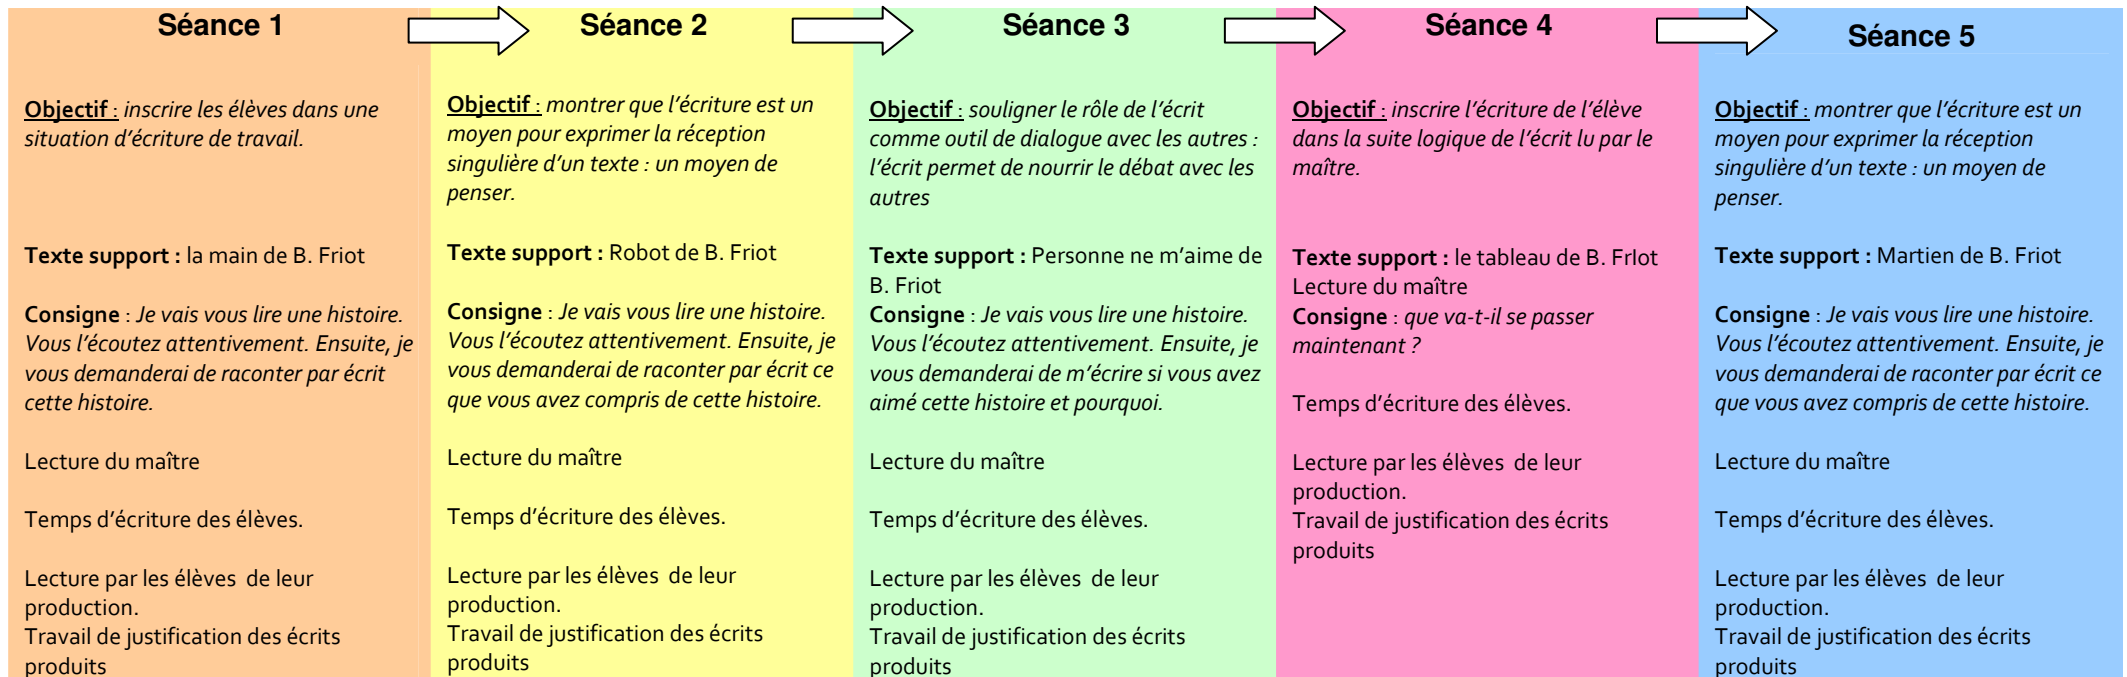 Séance 1
Objectif : inscrire les élèves dans une
situation d'écriture de travail.
Texte support : la main de B. Friot
Consigne : Je vais vous lire une histoire.
Vous l'écoutez attentivement. Ensuite, je
vous demanderai de raconter par écrit
cette histoire.
Lecture du maître
Temps d'écriture des élèves.
Lecture par les élèves de leur
production.
Travail de justification des écrits
produits
Séance 2
Objectif : montrer que l'écriture est un
moyen pour exprimer la réception
singulière d'un texte : un moyen de
penser.
Texte support : Robot de B. Friot
Consigne : Je vais vous lire une histoire.
Vous l'écoutez attentivement. Ensuite, je
vous demanderai de raconter par écrit ce
que vous avez compris de cette histoire.
Lecture du maître
Temps d'écriture des élèves.
Lecture par les élèves de leur
production.
Travail de justification des écrits
produits
Séance 3
Objectif : souligner le rôle de l'écrit
comme outil de dialogue avec les autres :
l'écrit permet de nourrir le débat avec les
autres
Texte support : Personne ne m'aime de
B. Friot
Consigne : Je vais vous lire une histoire.
Vous l'écoutez attentivement. Ensuite, je
vous demanderai de m'écrire si vous avez
aimé cette histoire et pourquoi.
Lecture du maître
Temps d'écriture des élèves.
Lecture par les élèves de leur
production.
Travail de justification des écrits
produits
Séance 4
Objectif : inscrire l'écriture de l'élève
dans la suite logique de l'écrit lu par le
maître.
Texte support : le tableau de B. FrIot
Lecture du maître
Consigne : que va-t-il se passer
maintenant ?
Temps d'écriture des élèves.
Lecture par les élèves de leur
production.
Travail de justification des écrits
produits
Séance 5
Objectif : montrer que l'écriture est un
moyen pour exprimer la réception
singulière d'un texte : un moyen de
penser.
Texte support : Martien de B. Friot
Consigne : Je vais vous lire une histoire.
Vous l'écoutez attentivement. Ensuite, je
vous demanderai de raconter par écrit ce
que vous avez compris de cette histoire.
Lecture du maître
Temps d'écriture des élèves.
Lecture par les élèves de leur
production.
Travail de justification des écrits
produits